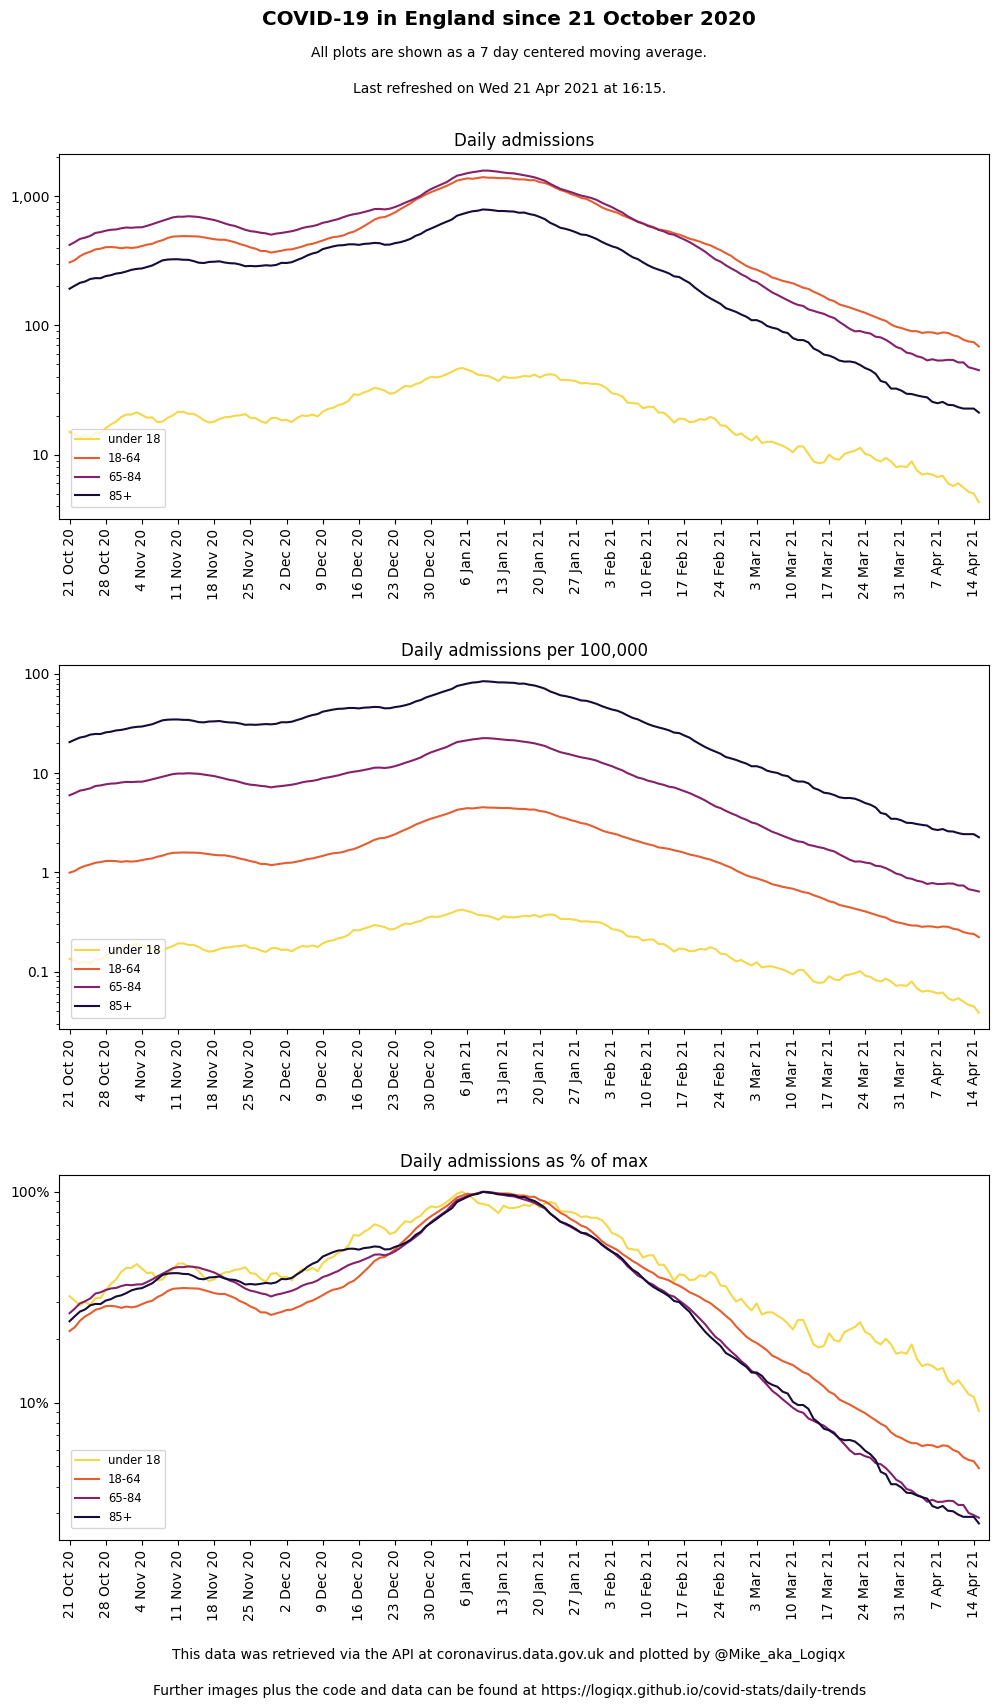 COVID-19 in England since 21 October 2020
All plots are shown as a 7 day centered moving average.
Last refreshed on Wed 21 Apr 2021 at 16:15.
Daily admissions
1,000
100
10
under 18
18-64
65-84
85+
21 Oct 20
28 Oct 20
4 Nov 20
11 Nov 20
18 Nov 20
25 Nov 20
2 Dec 20
9 Dec 20
16 Dec 20
23 Dec 20
30 Dec 20
6 Jan 21
13 Jan 21
20 Jan 21
27 Jan 21
3 Feb 21
10 Feb 21
17 Feb 21
24 Feb 21
3 Mar 21
10 Mar 21
17 Mar 21
24 Mar 21
31 Mar 21
7 Apr 21
14 Apr 21
Daily admissions per 100,000
100
10
1
0.1
under 18
18-64
65-84
85+
21 Oct 20
28 Oct 20
4 Nov 20
11 Nov 20
18 Nov 20
25 Nov 20
2 Dec 20
9 Dec 20
16 Dec 20
23 Dec 20
30 Dec 20
6 Jan 21
13 Jan 21
20 Jan 21
27 Jan 21
3 Feb 21
10 Feb 21
17 Feb 21
24 Feb 21
3 Mar 21
10 Mar 21
17 Mar 21
24 Mar 21
31 Mar 21
7 Apr 21
14 Apr 21
Daily admissions as % of max
100%
10%
under 18
18-64
65-84
85+
21 Oct 20
28 Oct 20
4 Nov 20
11 Nov 20
18 Nov 20
25 Nov 20
2 Dec 20
9 Dec 20
16 Dec 20
23 Dec 20
30 Dec 20
6 Jan 21
13 Jan 21
20 Jan 21
27 Jan 21
3 Feb 21
10 Feb 21
17 Feb 21
24 Feb 21
3 Mar 21
10 Mar 21
17 Mar 21
24 Mar 21
31 Mar 21
7 Apr 21
14 Apr 21
This data was retrieved via the API at coronavirus.data.gov.uk and plotted by @Mike_aka_Logiqx
Further images plus the code and data can be found at https://logiqx.github.io/covid-stats/daily-trends